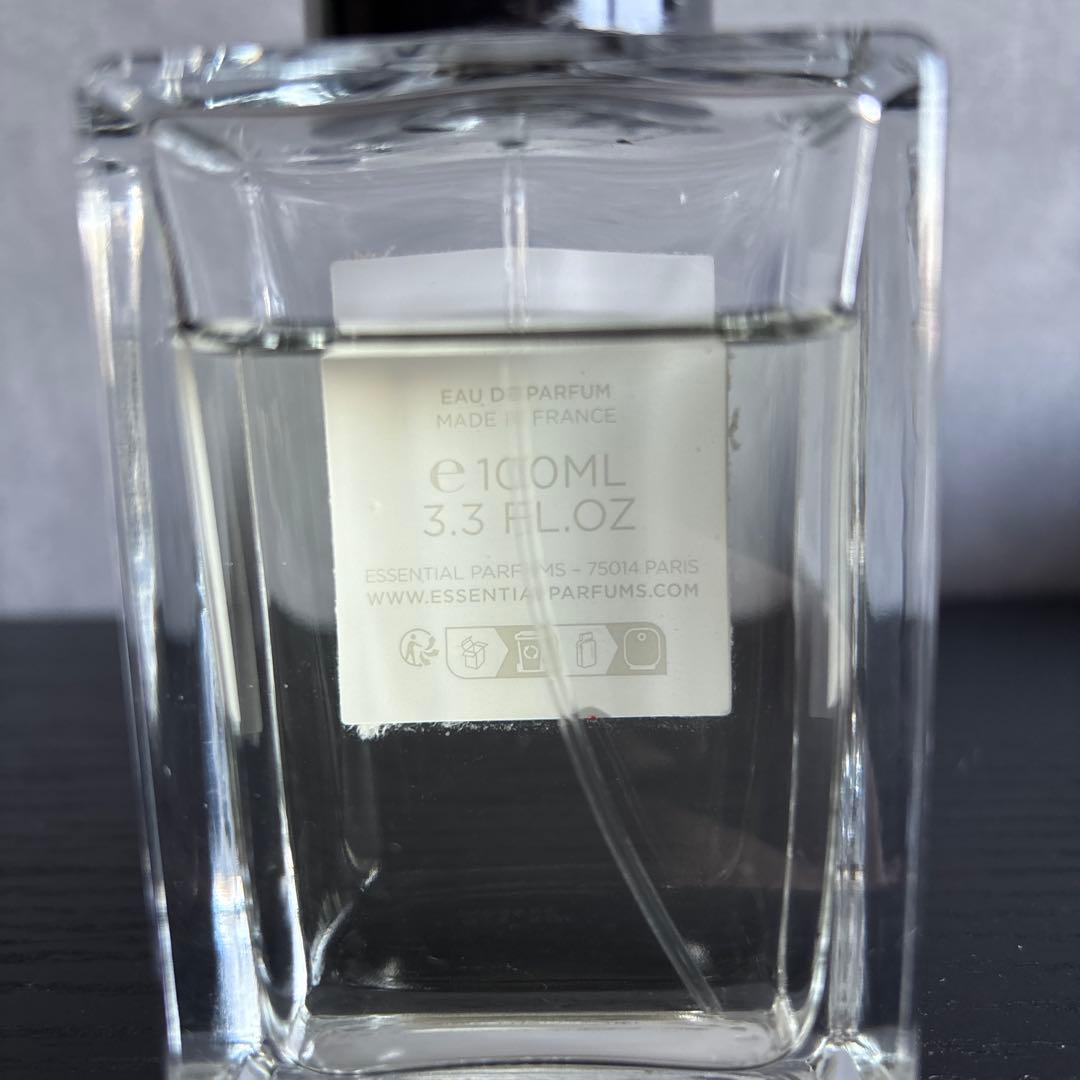 EAU DE PARFUM
MADE IN FRANCE
e 100ML
3.3 FL.OZ
ESSENTIAL PARFUMS – 75014 PARIS
WWW.ESSENTIALPARFUMS.COM